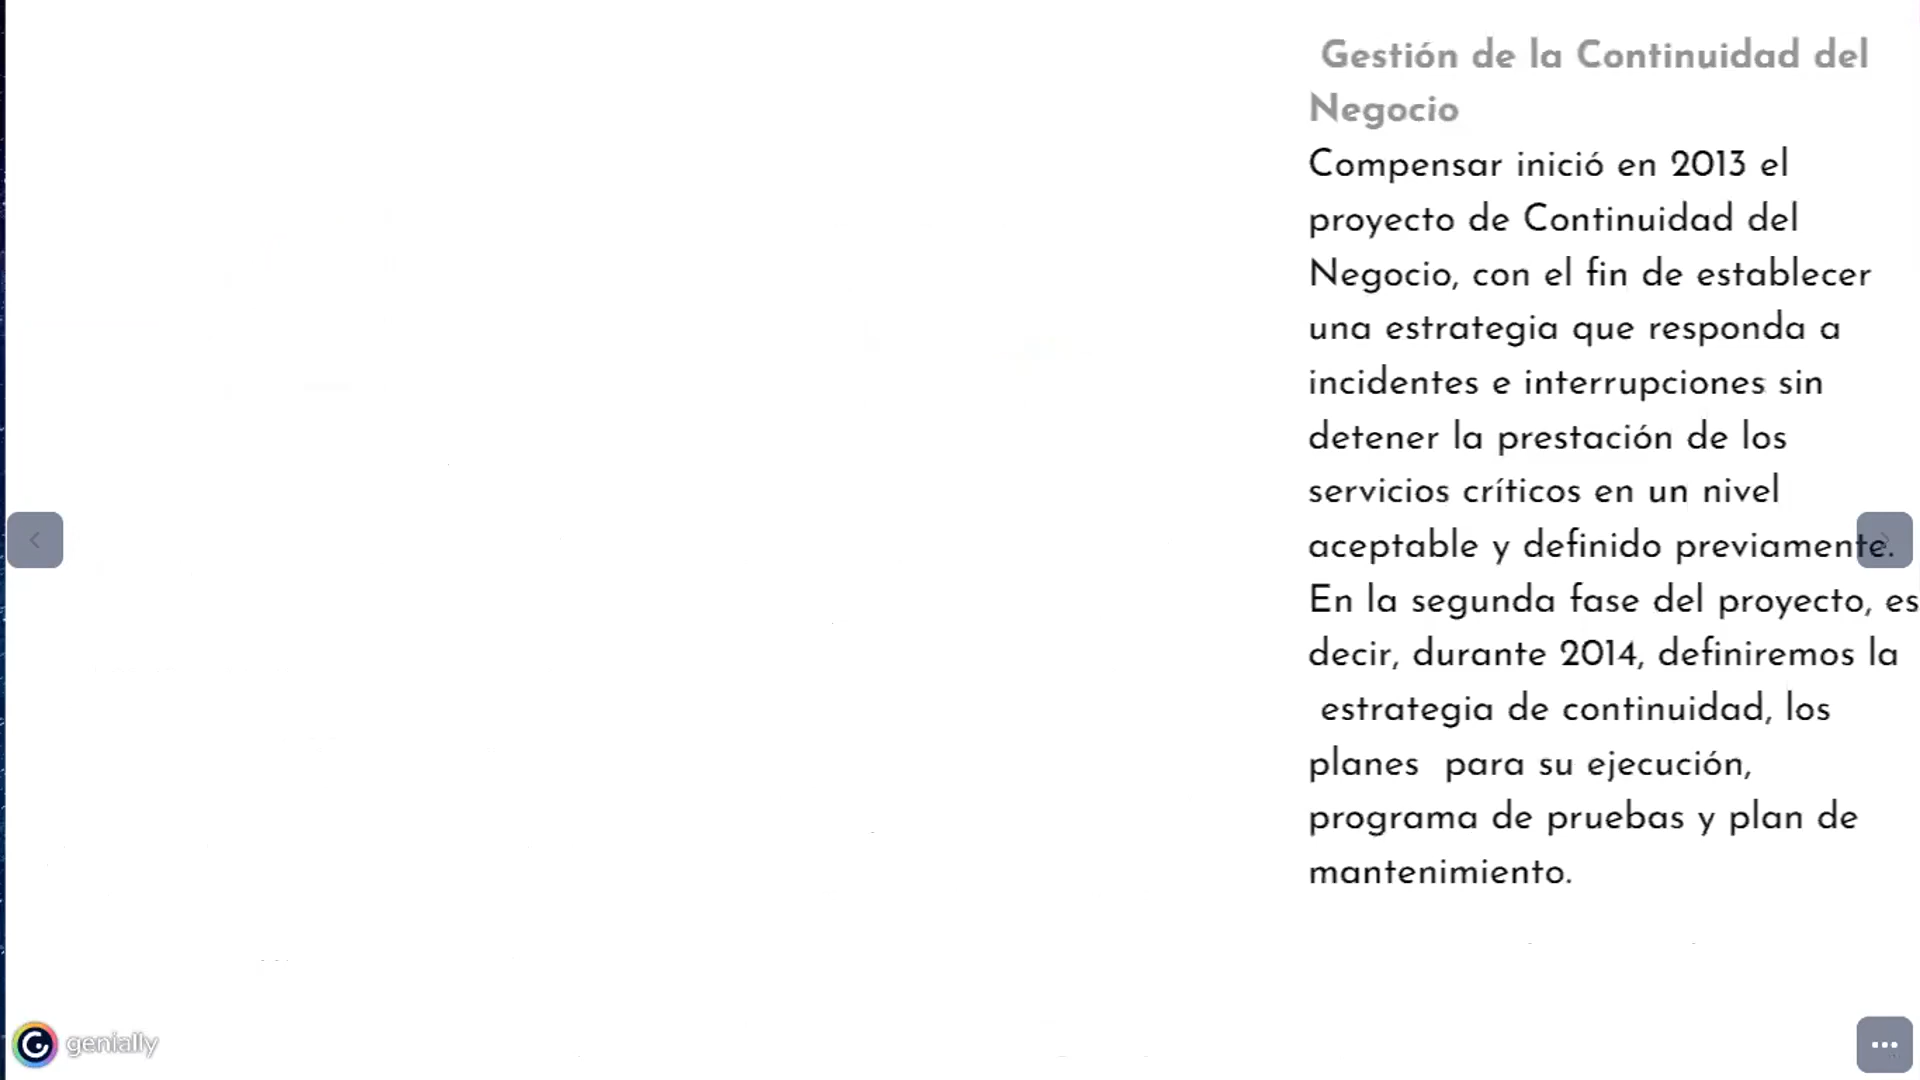 Gestión de la Continuidad del
Negocio
Compensar inició en 2013 el
proyecto de Continuidad del
Negocio, con el fin de establecer
una estrategia que responda a
incidentes e interrupciones sin
detener la prestación de los
servicios críticos en un nivel
aceptable y definido previamente.
En la segunda fase del proyecto, es
decir, durante 2014, definiremos la
estrategia de continuidad, los
planes para su ejecución,
programa de pruebas y plan de
mantenimiento.
genially